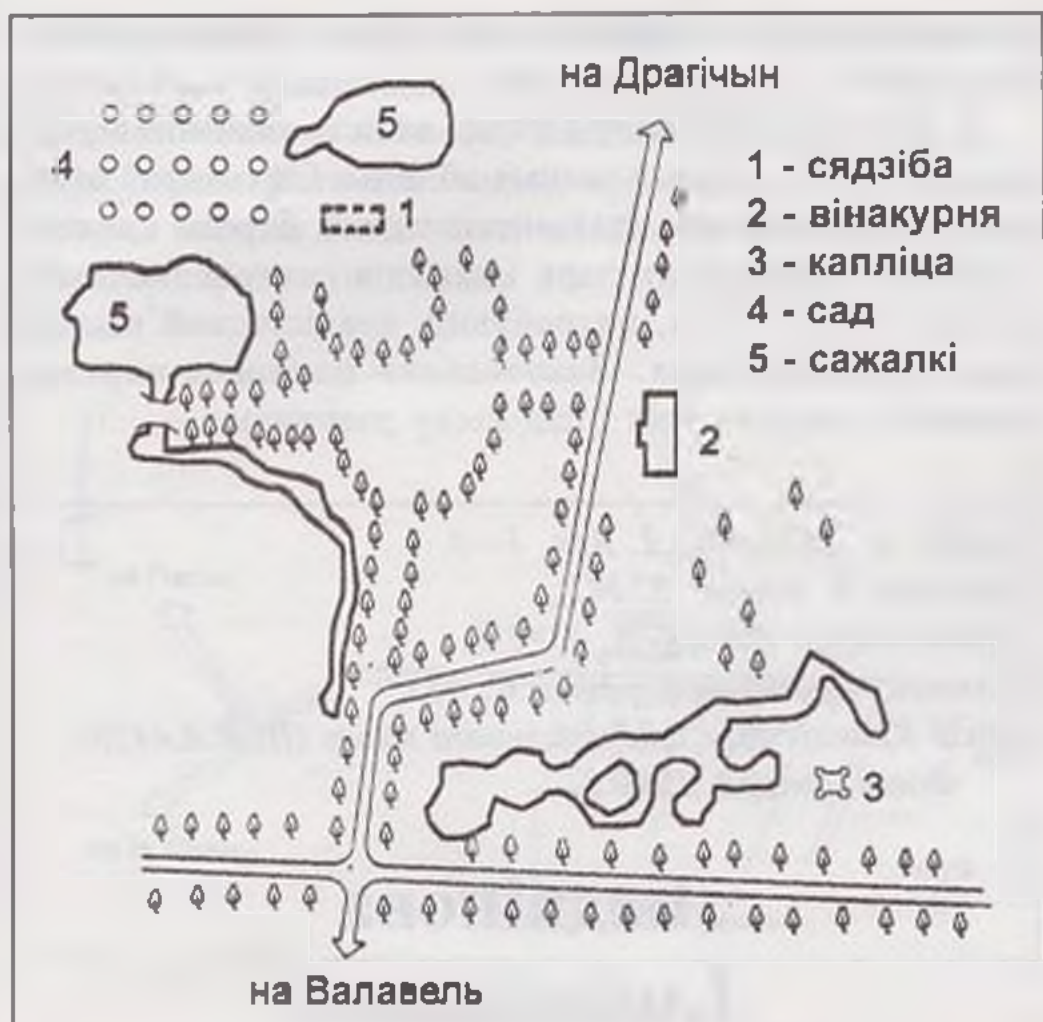 на Драгічын
1 - сядзіба
2 - вінакурня
3 - капліца
4 - сад
5 - сажалкі
5
4
1
5
2
3
на Валавель